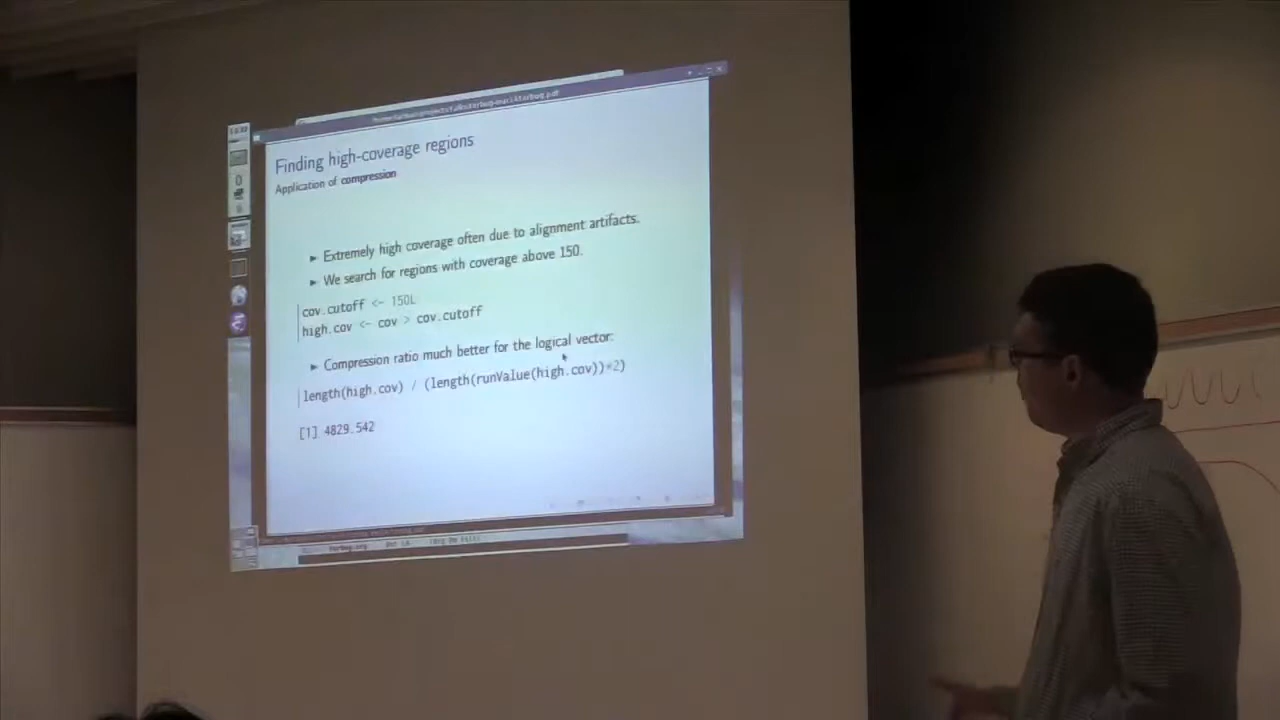 Finding high-coverage regions
Application of compression
► Extremely high coverage often due to alignment artifacts.
► We search for regions with coverage above 150.
cov.cutoff <- 150L
high.cov <- cov > cov.cutoff
► Compression ratio much better for the logical vector:
length(high.cov) / (length(runValue(high.cov))*2)
[1] 4829.542